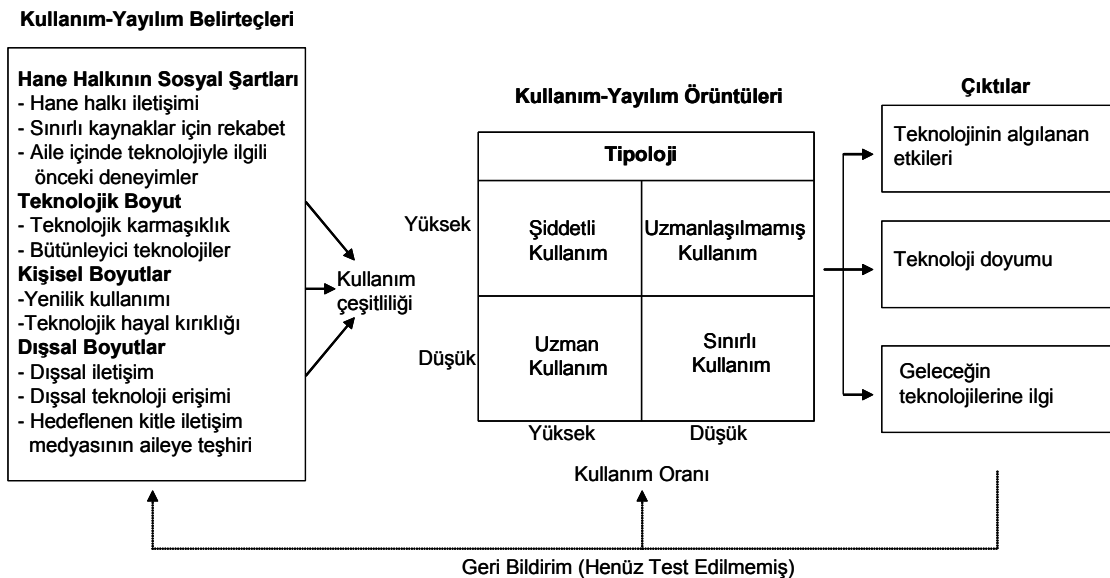 Kullanım-Yayılım Belirteçleri
Hane Halkının Sosyal Şartları
- Hane halkı iletişimi
- Sınırlı kaynaklar için rekabet
- Aile içinde teknolojiyle ilgili
önceki deneyimler
Teknolojik Boyut
- Teknolojik karmaşıklık
- Bütünleyici teknolojiler
Kişisel Boyutlar
-Yenilik kullanımı
-Teknolojik hayal kırıklığı
Dışsal Boyutlar
- Dışsal iletişim
- Dışsal teknoloji erişimi
- Hedeflenen kitle iletişim
medyasının aileye teşhiri
Kullanım
çeşitliliği
Kullanım-Yayılım Örüntüleri
Tipoloji
Yüksek
Şiddetli
Kullanım
Uzmanlaşılmamış
Kullanım
Düşük
Uzman
Kullanım
Sınırlı
Kullanım
Yüksek
Düşük
Kullanım Oranı
Çıktılar
Teknolojinin algılanan
etkileri
Teknoloji doyumu
Geleceğin
teknolojilerine ilgi
Geri Bildirim (Henüz Test Edilmemiş)